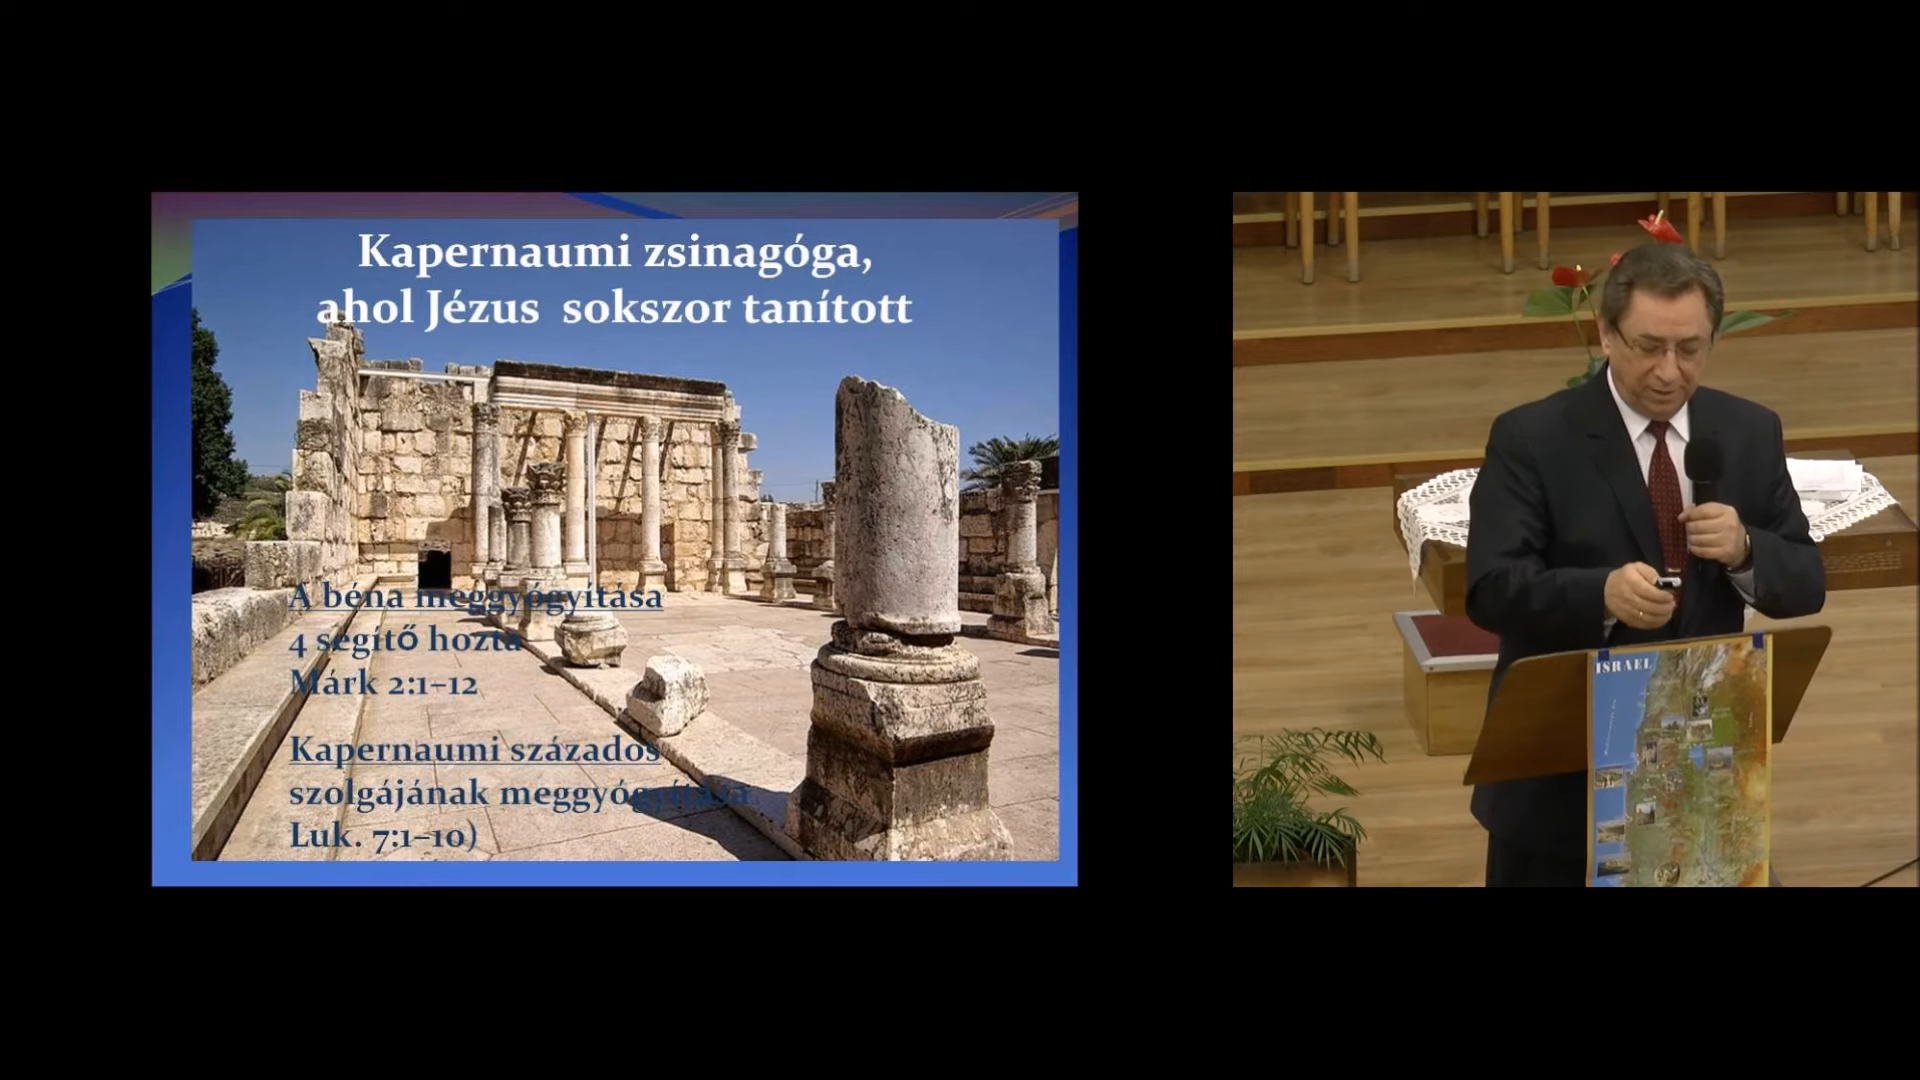 Kapernaumi zsinagóga,
ahol Jézus sokszor tanított
A béna meggyógyítása
4 segítő hozta
Márk 2:1–12
Kapernaumi százados
szolgájának meggyógyítása
Luk. 7:1–10)
ISRAEL